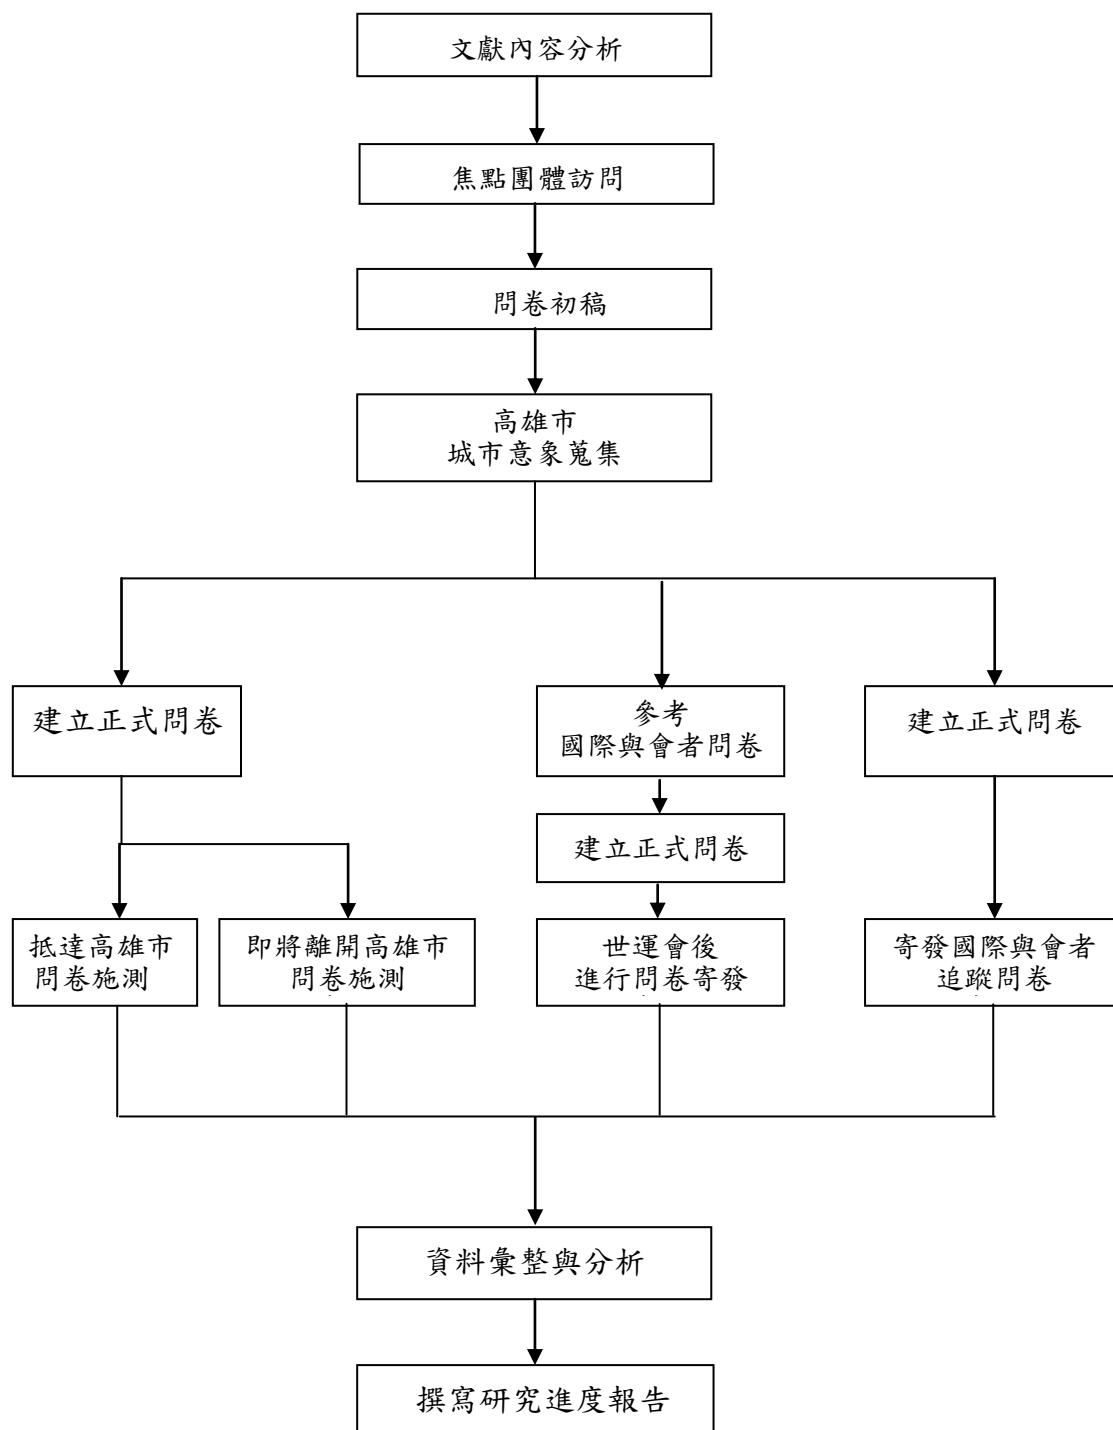 文獻內容分析
焦點團體訪問
問卷初稿
高雄市
城市意象蒐集
建立正式問卷
參考
國際與會者問卷
建立正式問卷
建立正式問卷
抵達高雄市
問卷施測
即將離開高雄市
問卷施測
世運會後
進行問卷寄發
寄發國際與會者
追蹤問卷
資料彙整與分析
撰寫研究進度報告